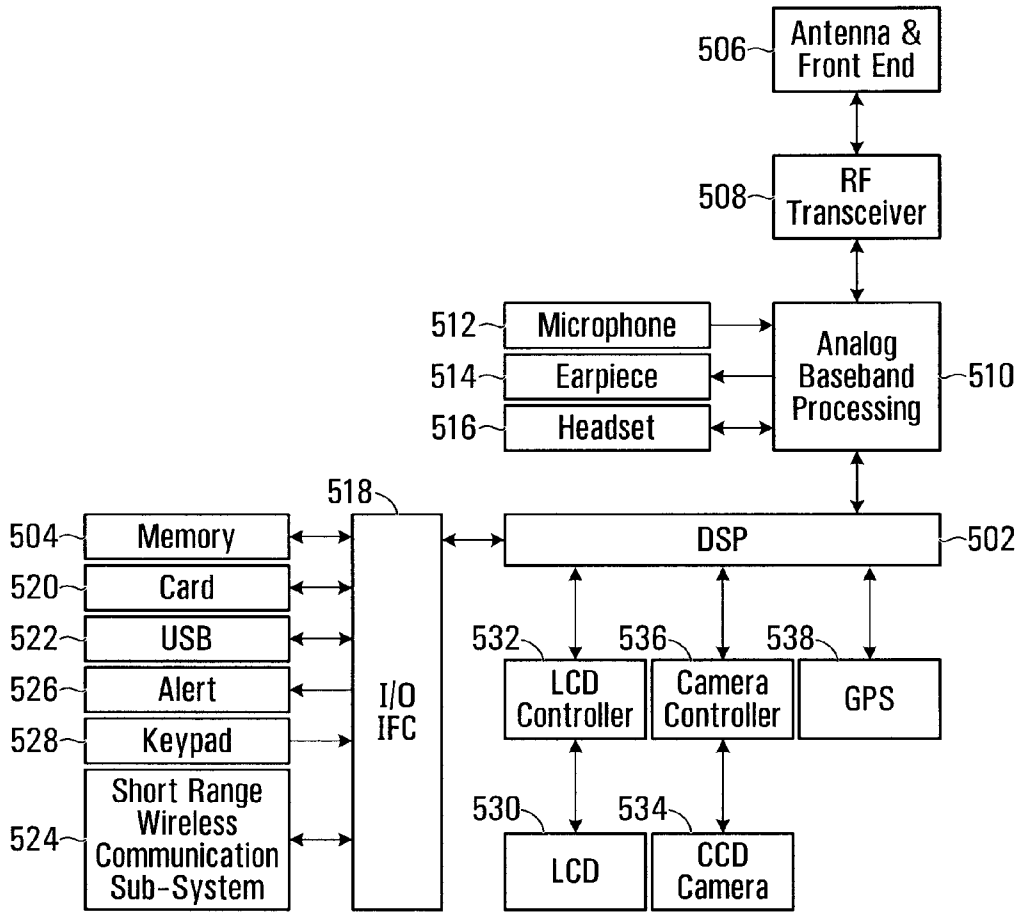 506
Antenna &
Front End
508
RF
Transceiver
512
Microphone
514
Earpiece
516
Headset
Analog
Baseband
Processing
510
518
504
Memory
520
Card
522
USB
526
Alert
528
Keypad
524
Short Range
Wireless
Communication
Sub-System
I/O
IFC
DSP
502
532
LCD
Controller
536
Camera
Controller
538
GPS
530
LCD
534
CCD
Camera